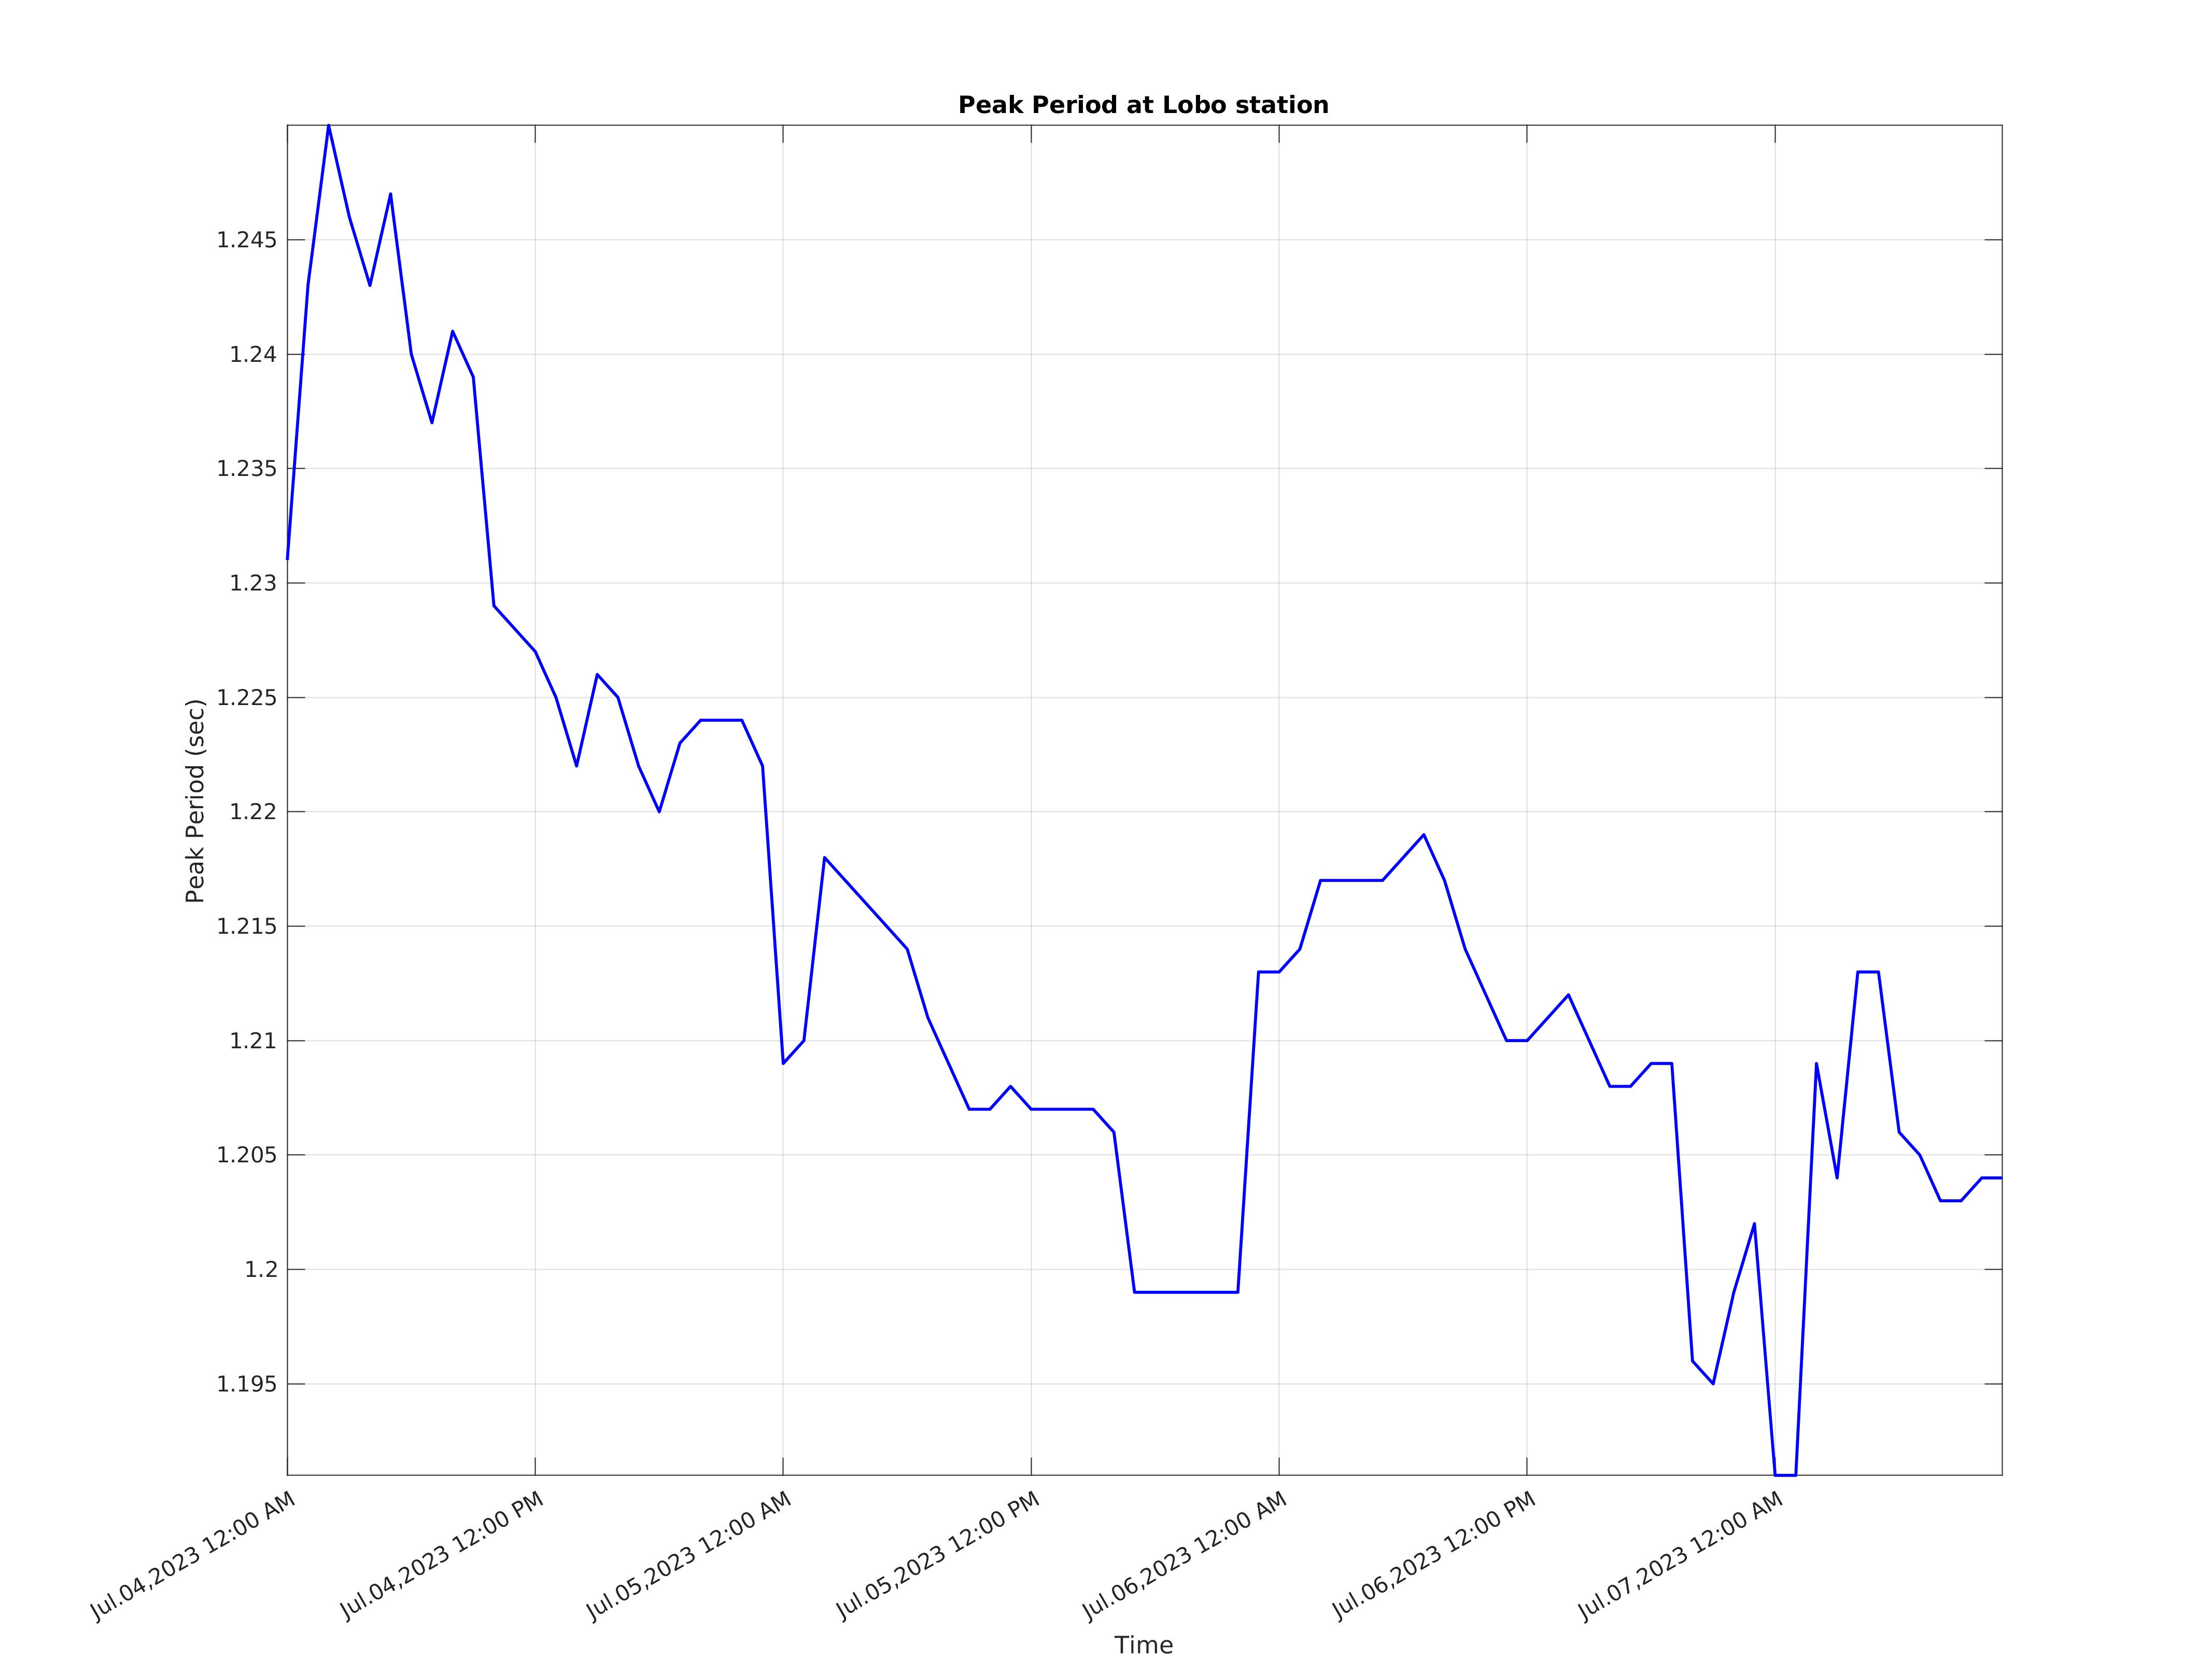 Peak Period at Lobo station
Peak Period (sec)
1.245
1.24
1.235
1.23
1.225
1.22
1.215
1.21
1.205
1.2
1.195
Jul.04,2023 12:00 AM
Jul.04,2023 12:00 PM
Jul.05,2023 12:00 AM
Jul.05,2023 12:00 PM
Jul.06,2023 12:00 AM
Jul.06,2023 12:00 PM
Jul.07,2023 12:00 AM
Time